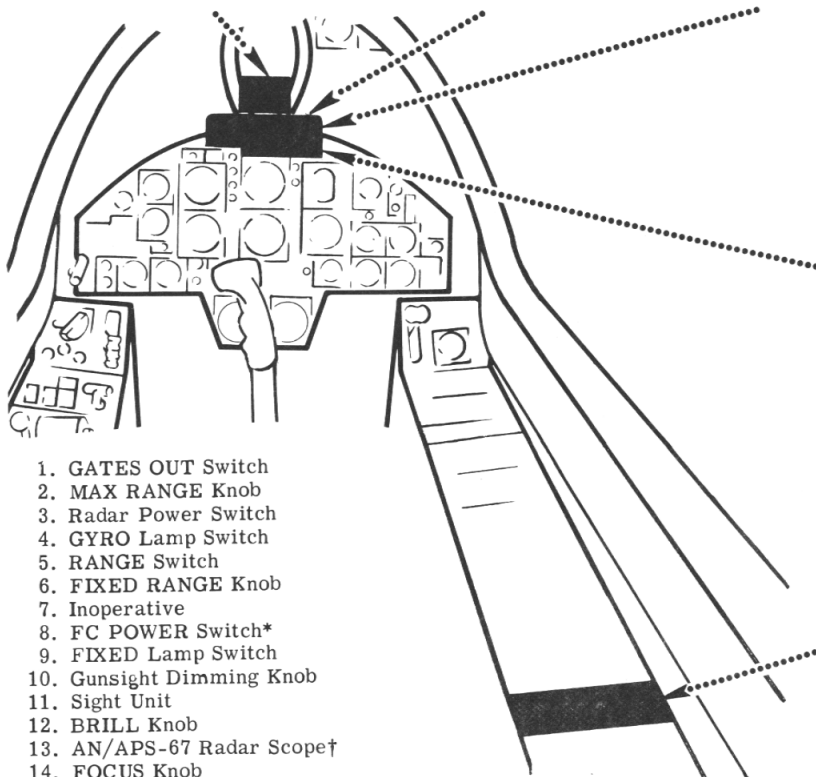 1. GATES OUT Switch
2. MAX RANGE Knob
3. Radar Power Switch
4. GYRO Lamp Switch
5. RANGE Switch
6. FIXED RANGE Knob
7. Inoperative
8. FC POWER Switch*
9. FIXED Lamp Switch
10. Gunsight Dimming Knob
11. Sight Unit
12. BRILL Knob
13. AN/APS-67 Radar Scope†
14. FOCUS Knob